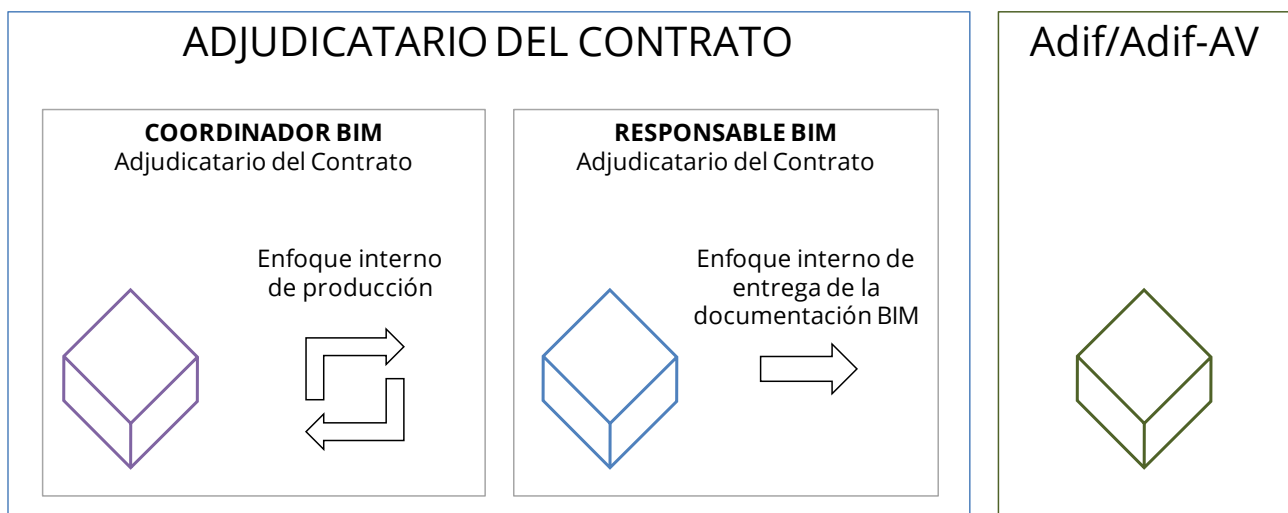 ADJUDICATARIO DEL CONTRATO
COORDINADOR BIM
Adjudicatario del Contrato
Enfoque interno
de producción
RESPONSABLE BIM
Adjudicatario del Contrato
Enfoque interno de
entrega de la
documentación BIM
Adif/Adif-AV